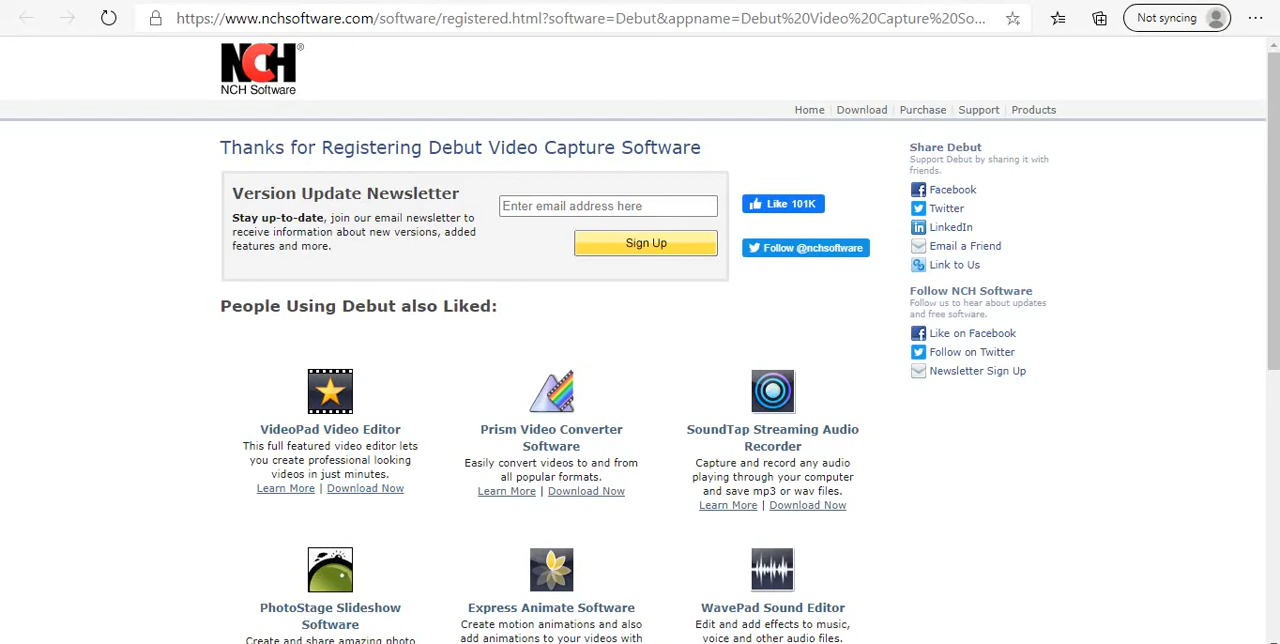 https://www.nchsoftware.com/software/registered.html?software=Debut&appname=Debut%20Video%20Capture%20So...
Not syncing
NCH®
NCH Software
Home | Download | Purchase | Support | Products
Thanks for Registering Debut Video Capture Software
Version Update Newsletter
Stay up-to-date, join our email newsletter to
receive information about new versions, added
features and more.
Enter email address here
Sign Up
Like 101K
Follow @nchsoftware
Share Debut
Support Debut by sharing it with
friends.
Facebook
Twitter
LinkedIn
Email a Friend
Link to Us
Follow NCH Software
Follow us to hear about updates
and free software.
Like on Facebook
Follow on Twitter
Newsletter Sign Up
People Using Debut also Liked:
VideoPad Video Editor
This full featured video editor lets
you create professional looking
videos in just minutes.
Learn More | Download Now
Prism Video Converter
Software
Easily convert videos to and from
all popular formats.
Learn More | Download Now
SoundTap Streaming Audio
Recorder
Capture and record any audio
playing through your computer
and save mp3 or wav files.
Learn More | Download Now
PhotoStage Slideshow
Software
Create and share amazing photo
Express Animate Software
Create motion animations and also
add animations to your videos with
WavePad Sound Editor
Edit and add effects to music,
voice and other audio files.